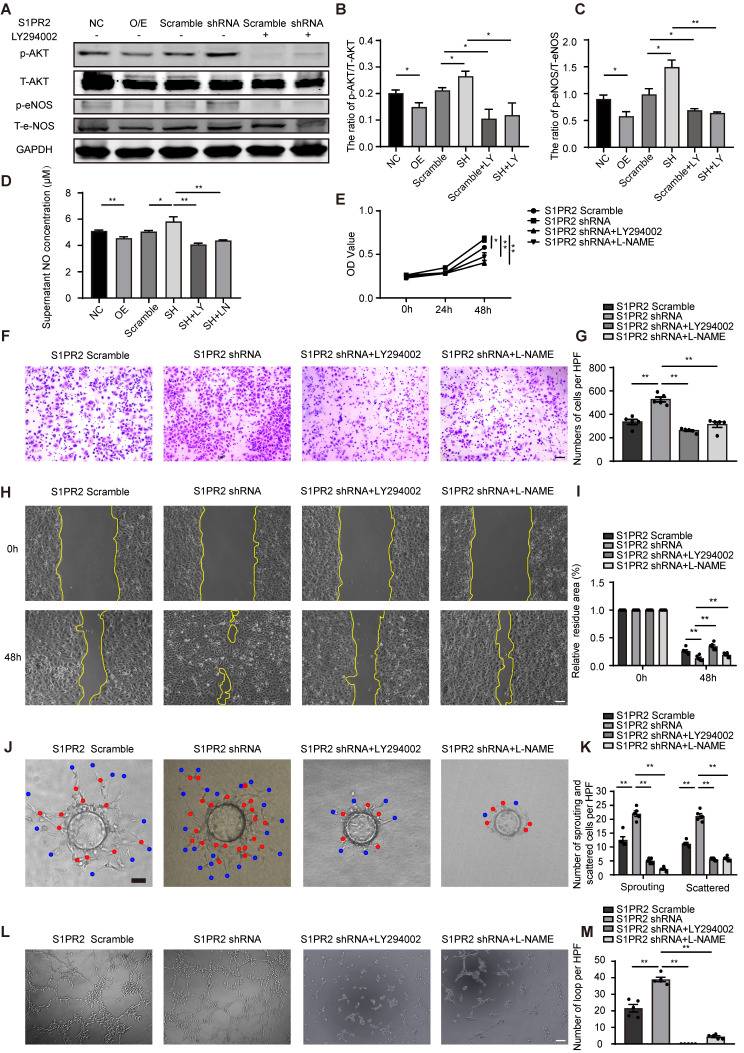 A
S1PR2 NC O/E Scramble shRNA Scramble shRNA
LY294002 - - - - + +
p-AKT
T-AKT
p-eNOS
T-e-NOS
GAPDH
B
The ratio of p-AKT/T-AKT
0.4
0.3
0.2
0.1
0.0
* * * *
NC OE Scramble SH Scramble+LY SH+LY
C
The ratio of p-eNOS/T-eNOS
2.0
1.5
1.0
0.5
0.0
* * * **
NC OE Scramble SH Scramble+LY SH+LY
D
Supernatant NO concentration (μM)
8
6
4
2
0
** * ** **
NC OE Scramble SH SH+LY SH+LN
E
OD Value
1.0
0.5
0.0
0h 24h 48h
S1PR2 Scramble
S1PR2 shRNA
S1PR2 shRNA+LY294002
S1PR2 shRNA+L-NAME
* ** **
F
S1PR2 Scramble S1PR2 shRNA S1PR2 shRNA+LY294002 S1PR2 shRNA+L-NAME
G
S1PR2 Scramble
S1PR2 shRNA
S1PR2 shRNA+LY294002
S1PR2 shRNA+L-NAME
Numbers of cells per HPF
800
600
400
200
0
** ** **
H
S1PR2 Scramble S1PR2 shRNA S1PR2 shRNA+LY294002 S1PR2 shRNA+L-NAME
0h
48h
I
S1PR2 Scramble
S1PR2 shRNA
S1PR2 shRNA+LY294002
S1PR2 shRNA+L-NAME
Relative residue area (%)
1.5
1.0
0.5
0.0
** ** **
0h 48h
J
S1PR2 Scramble S1PR2 shRNA S1PR2 shRNA+LY294002 S1PR2 shRNA+L-NAME
K
S1PR2 Scramble
S1PR2 shRNA
S1PR2 shRNA+LY294002
S1PR2 shRNA+L-NAME
Number of sprouting and
scattered cells per HPF
30
25
20
15
10
5
0
** ** ** ** ** **
Sprouting Scattered
L
S1PR2 Scramble S1PR2 shRNA S1PR2 shRNA+LY294002 S1PR2 shRNA+L-NAME
M
S1PR2 Scramble
S1PR2 shRNA
S1PR2 shRNA+LY294002
S1PR2 shRNA+L-NAME
Number of loop per HPF
50
40
30
20
10
0
** ** **